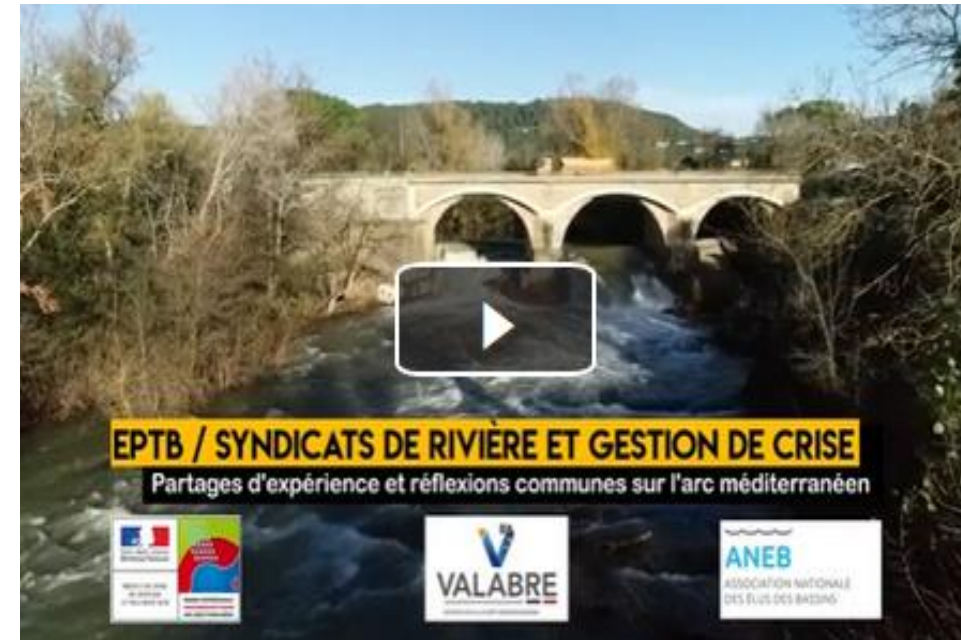 EPTB / SYNDICATS DE RIVIÈRE ET GESTION DE CRISE
Partages d'expérience et réflexions communes sur l'arc méditerranéen
VALABRE
ANEB
ASSOCIATION NATIONALE
DES ÉLUS DES BASSINS